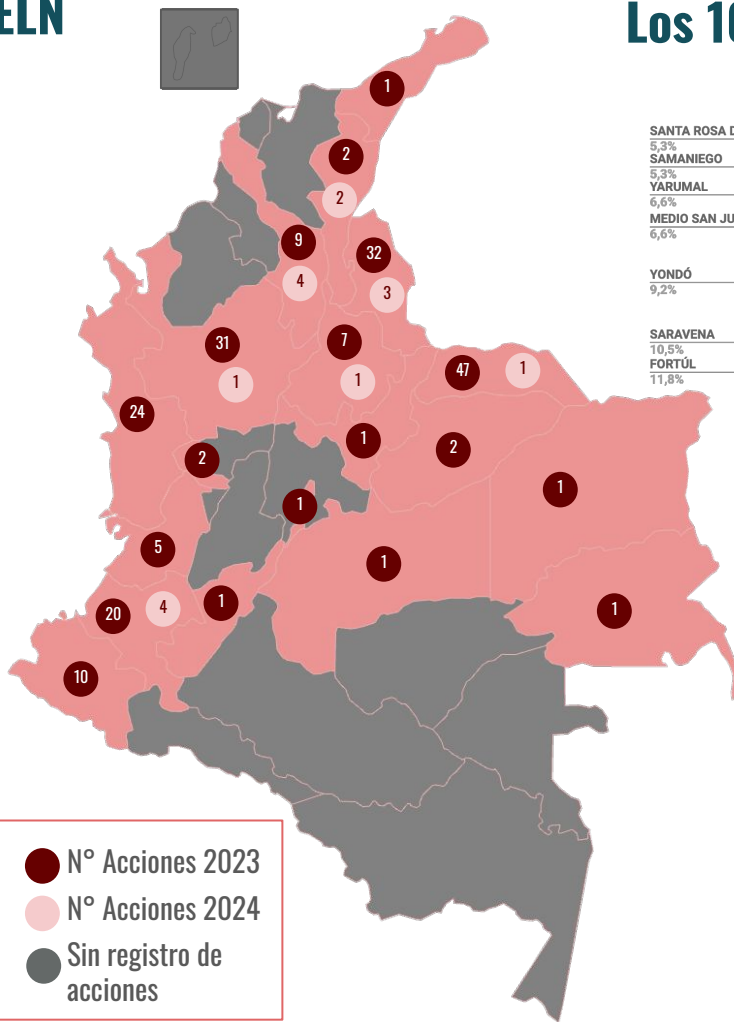 ELN
Los 10
SANTA ROSA D
5,3%
SAMANIEGO
5,3%
YARUMAL
6,6%
MEDIO SAN JU
6,6%
YONDÓ
9,2%
SARAVENA
10,5%
FORTÚL
11,8%
1
2
2
9
32
4
3
31
7
47
1
1
1
24
1
2
2
1
1
5
1
1
4
20
1
10
N° Acciones 2023
N° Acciones 2024
Sin registro de
acciones